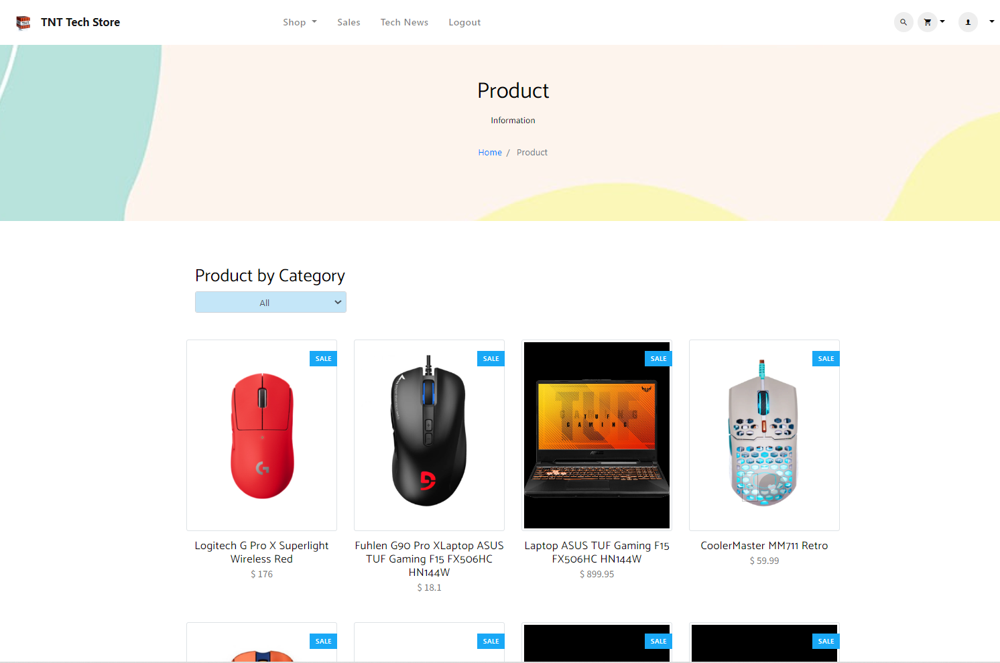 TNT
TNT Tech Store
Shop
Sales
Tech News
Logout
Product
Information
Home / Product
Product by Category
All
SALE
SALE
SALE
SALE
TUF
GAMING
TUF
GAMING
Logitech G Pro X Superlight
Wireless Red
$ 176
Fuhlen G90 Pro XLaptop ASUS
TUF Gaming F15 FX506HC
HN144W
$ 18.1
Laptop ASUS TUF Gaming F15
FX506HC HN144W
$ 899.95
CoolerMaster MM711 Retro
$ 59.99
SALE
SALE
SALE
SALE